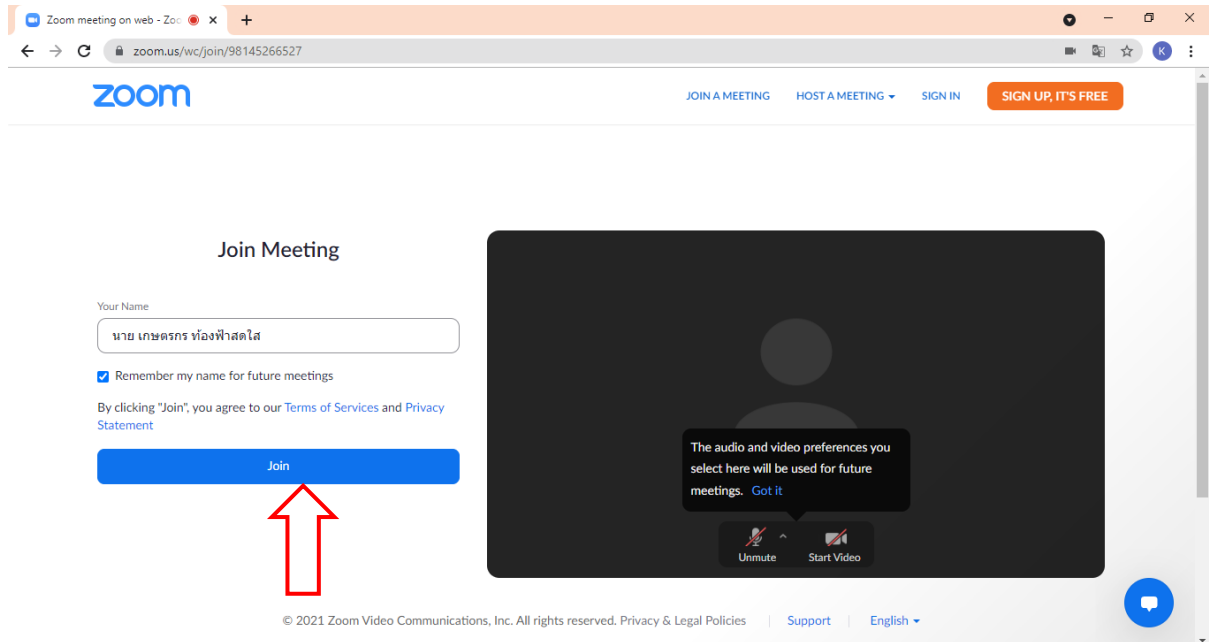 Zoom meeting on web - Zoo
zoom.us/wc/join/98145266527
K
zoom
JOIN A MEETING
HOST A MEETING
SIGN IN
SIGN UP, IT'S FREE
Join Meeting
Your Name
นาย เกษตรกร ท้องฟ้าสดใส
Remember my name for future meetings
By clicking "Join", you agree to our Terms of Services and Privacy
Statement
Join
The audio and video preferences you
select here will be used for future
meetings. Got it
Unmute
Start Video
© 2021 Zoom Video Communications, Inc. All rights reserved. Privacy & Legal Policies
Support
English